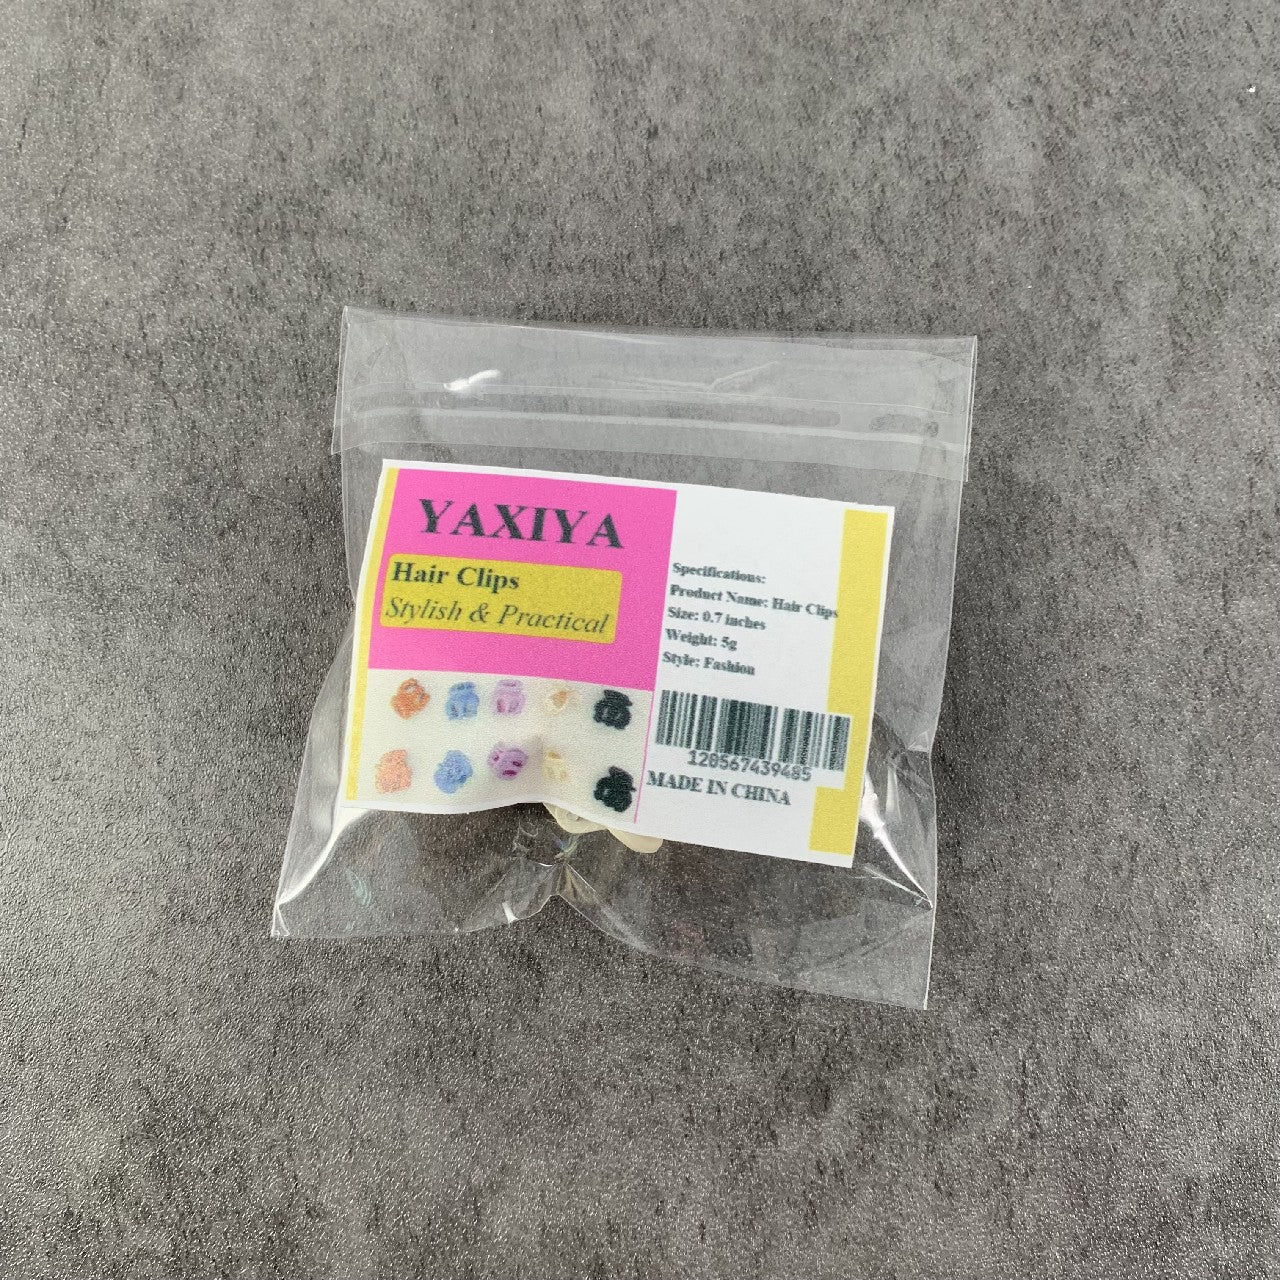 YAXIYA
Hair Clips
Stylish & Practical
Specifications:
Product Name: Hair Clips
Size: 0.7 inches
Weight: 5g
Style: Fashion
120567439485
MADE IN CHINA